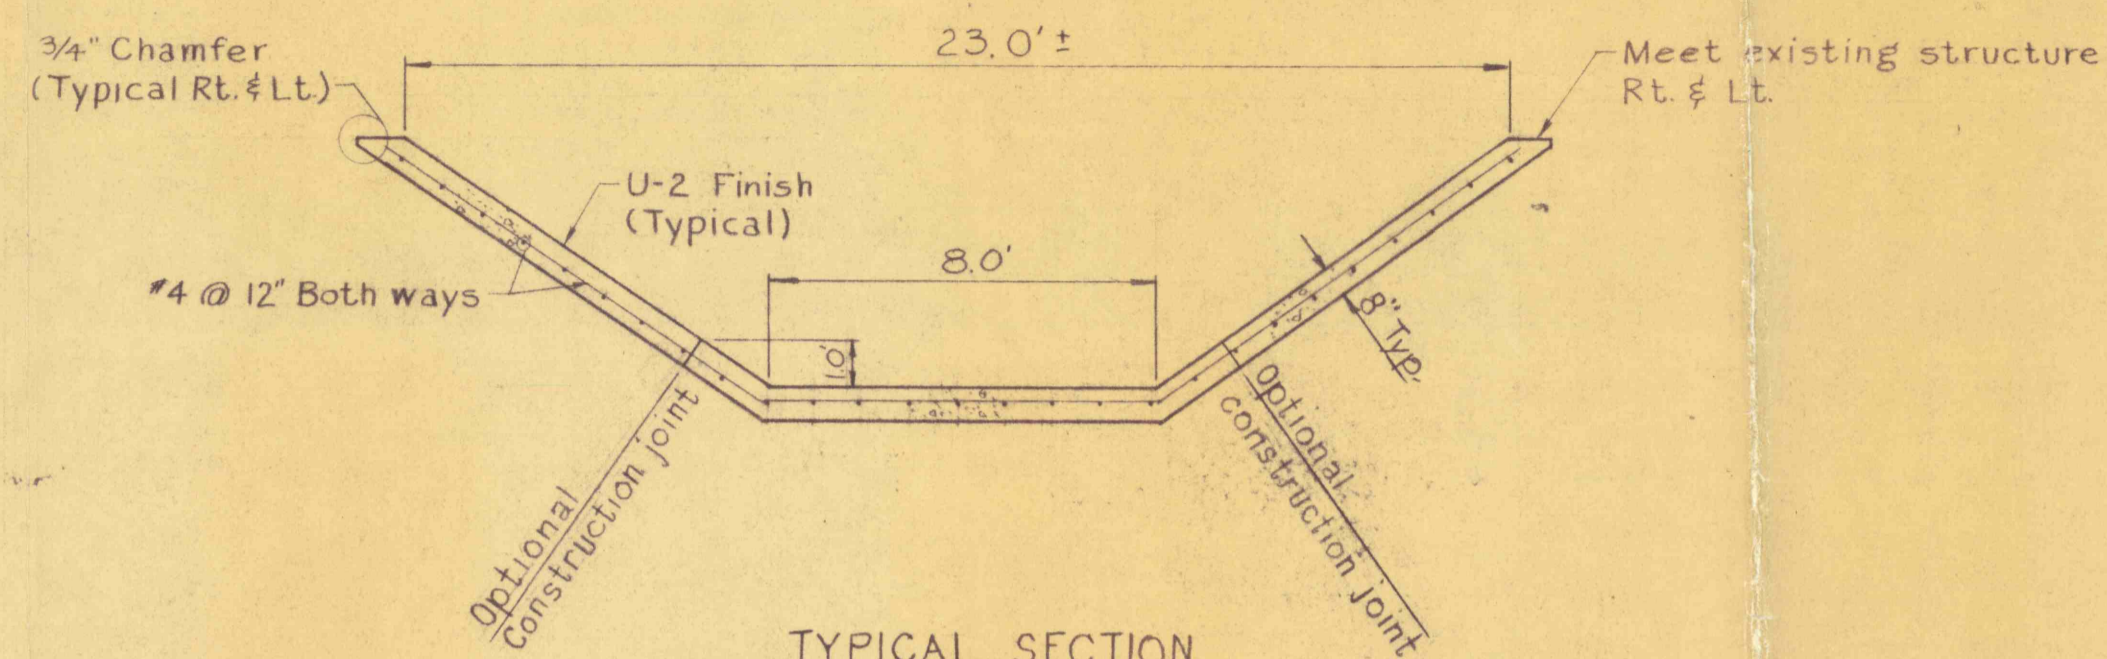 3/4" Chamfer
(Typical Rt. & Lt.)
23.0' ±
Meet existing structure
Rt. & Lt.
U-2 Finish
(Typical)
#4 @ 12" Both ways
8.0'
1.0'
8" Typ.
Optional
Construction joint
Optional
construction joint
TYPICAL SECTION